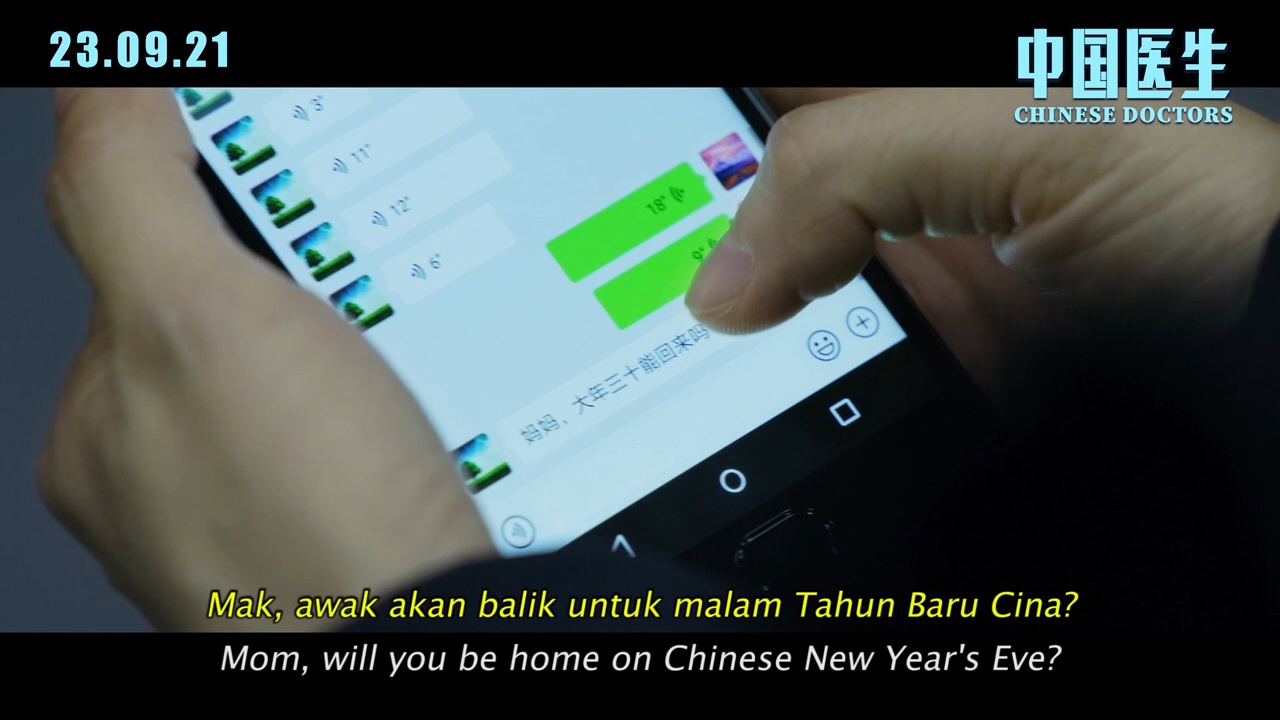 23.09.21
中国医生
CHINESE DOCTORS
3"
11"
12"
6"
18"
9"
妈妈，大年三十能回来吗
Mak, awak akan balik untuk malam Tahun Baru Cina?
Mom, will you be home on Chinese New Year's Eve?